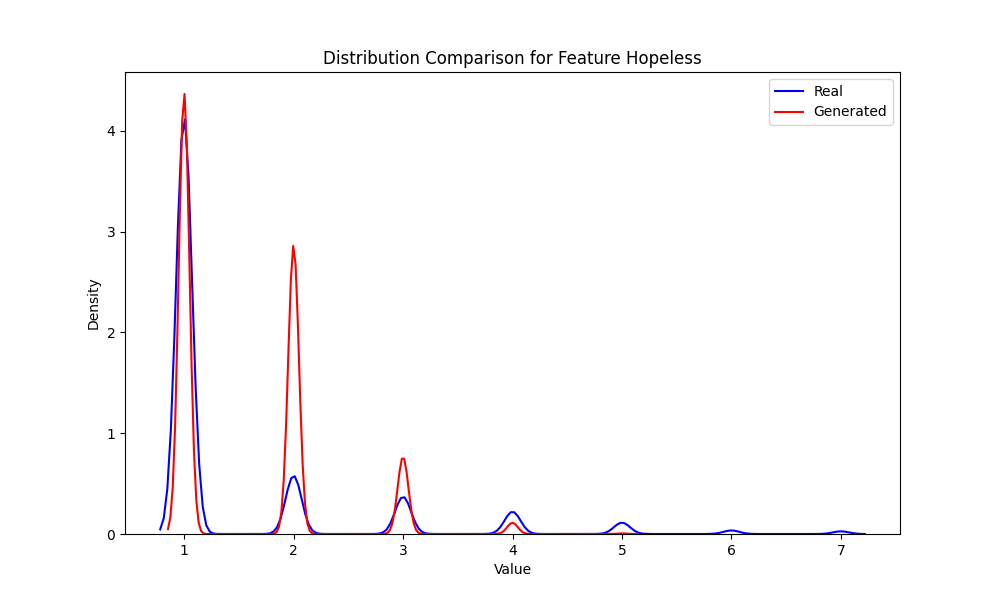 Distribution Comparison for Feature Hopeless
Real
Generated
Density
4
3
2
1
0
1 2 3 4 5 6 7
Value